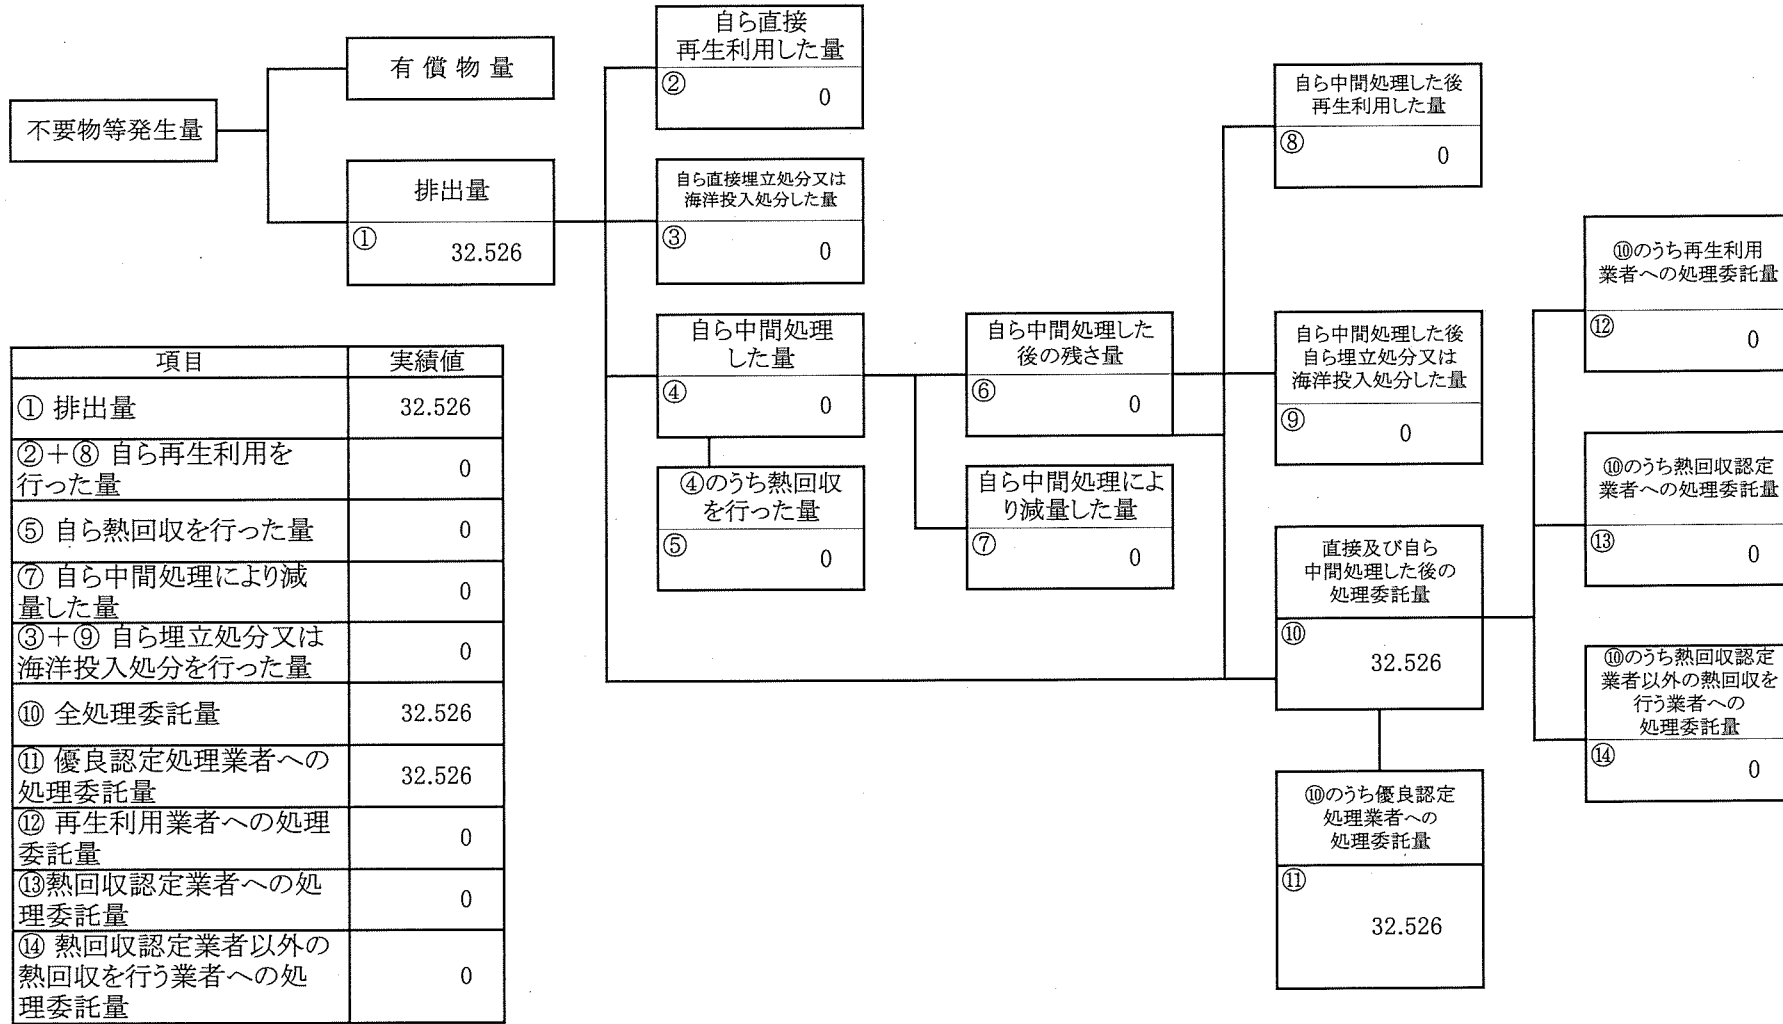 不要物等発生量
有償物量
排出量
①
32.526
自ら直接
再生利用した量
②
0
自ら直接埋立処分又は
海洋投入処分した量
③
0
自ら中間処理
した量
④
0
④のうち熱回収
を行った量
⑤
0
自ら中間処理した
後の残さ量
⑥
0
自ら中間処理によ
り減量した量
⑦
0
自ら中間処理した後
再生利用した量
⑧
0
自ら中間処理した後
自ら埋立処分又は
海洋投入処分した量
⑨
0
直接及び自ら
中間処理した後の
処理委託量
⑩
32.526
⑩のうち優良認定
処理業者への
処理委託量
⑪
32.526
⑩のうち再生利用
業者への処理委託量
⑫
0
⑩のうち熱回収認定
業者への処理委託量
⑬
0
⑩のうち熱回収認定
業者以外の熱回収を
行う業者への
処理委託量
⑭
0
項目 実績値
① 排出量 32.526
②+⑧ 自ら再生利用を
行った量 0
⑤ 自ら熱回収を行った量 0
⑦ 自ら中間処理により減
量した量 0
③+⑨ 自ら埋立処分又は
海洋投入処分を行った量 0
⑩ 全処理委託量 32.526
⑪ 優良認定処理業者への
処理委託量 32.526
⑫ 再生利用業者への処理
委託量 0
⑬熱回収認定業者への処
理委託量 0
⑭ 熱回収認定業者以外の
熱回収を行う業者への処
理委託量 0